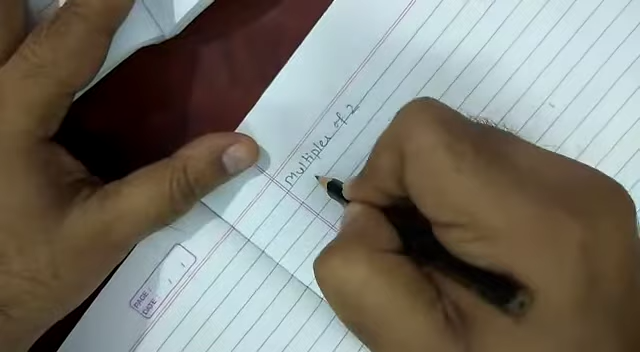 Multiples of 2
PAGE :
DATE : / /